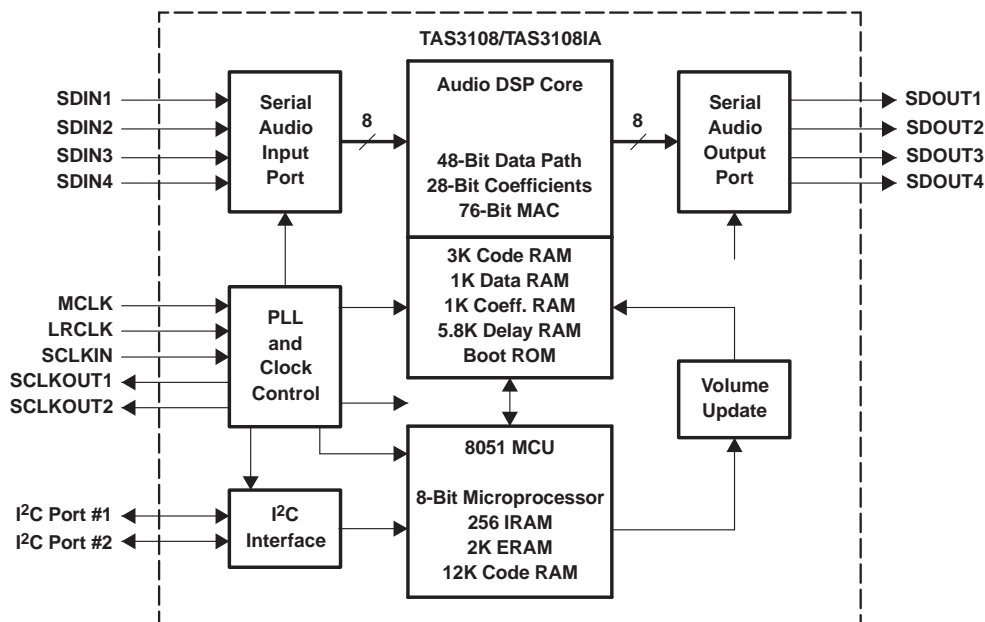 TAS3108/TAS3108IA
SDIN1
SDIN2
SDIN3
SDIN4
Serial
Audio
Input
Port
8
Audio DSP Core
48-Bit Data Path
28-Bit Coefficients
76-Bit MAC
8
Serial
Audio
Output
Port
SDOUT1
SDOUT2
SDOUT3
SDOUT4
3K Code RAM
1K Data RAM
1K Coeff. RAM
5.8K Delay RAM
Boot ROM
MCLK
LRCLK
SCLKIN
SCLKOUT1
SCLKOUT2
PLL
and
Clock
Control
Volume
Update
8051 MCU
8-Bit Microprocessor
256 IRAM
2K ERAM
12K Code RAM
I²C Port #1
I²C Port #2
I²C
Interface